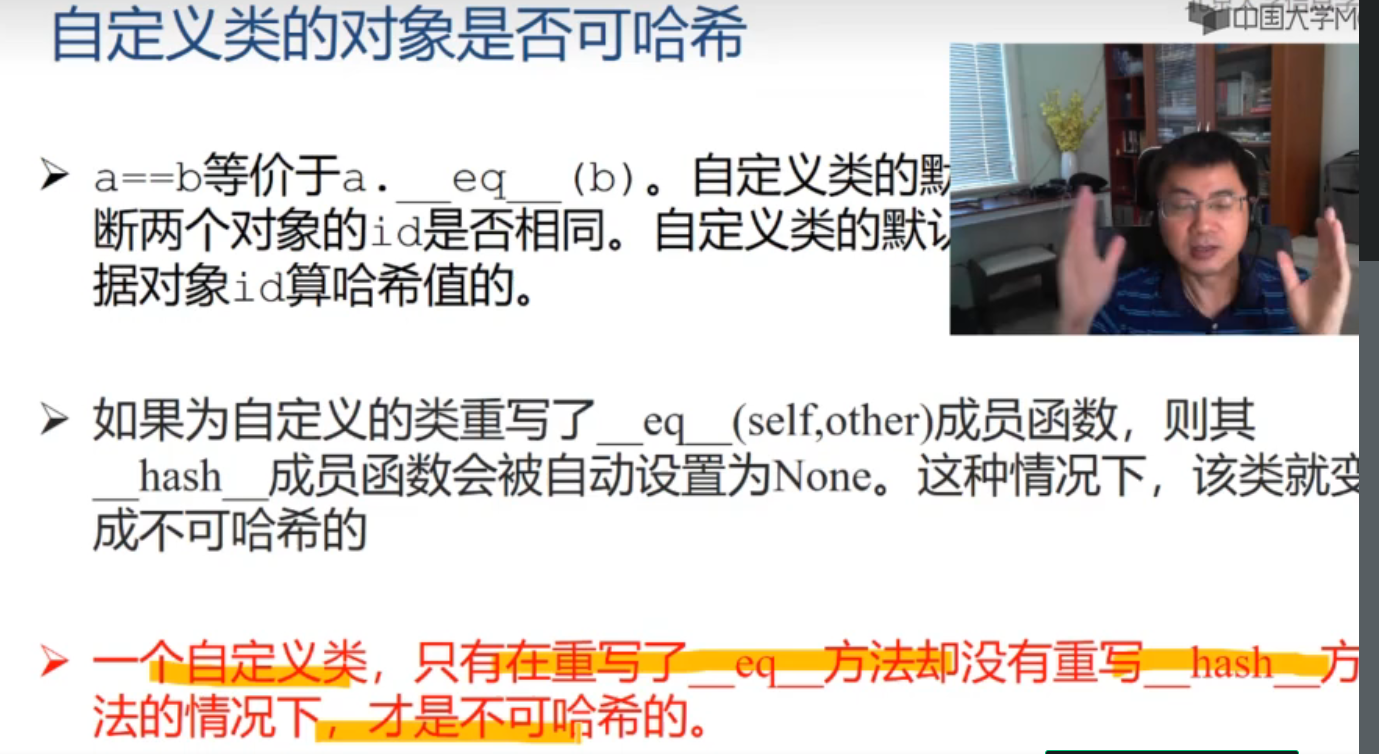 自定义类的对象是否可哈希
中国大学M
a==b等价于a.__eq__(b)。自定义类的默
断两个对象的id是否相同。自定义类的默认
据对象id算哈希值的。
如果为自定义的类重写了__eq__(self,other)成员函数，则其
__hash__成员函数会被自动设置为None。这种情况下，该类就变
成不可哈希的
一个自定义类，只有在重写了__eq__方法却没有重写__hash__方
法的情况下，才是不可哈希的。